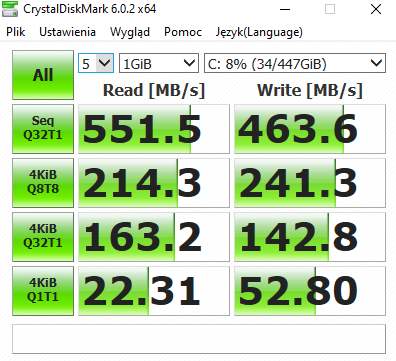 CrystalDiskMark 6.0.2 x64
Plik Ustawienia Wygląd Pomoc Język(Language)
All 5 1GiB C: 8% (34/447GiB)
Read [MB/s] Write [MB/s]
Seq
Q32T1
551.5 463.6
4KiB
Q8T8
214.3 241.3
4KiB
Q32T1
163.2 142.8
4KiB
Q1T1
22.31 52.80